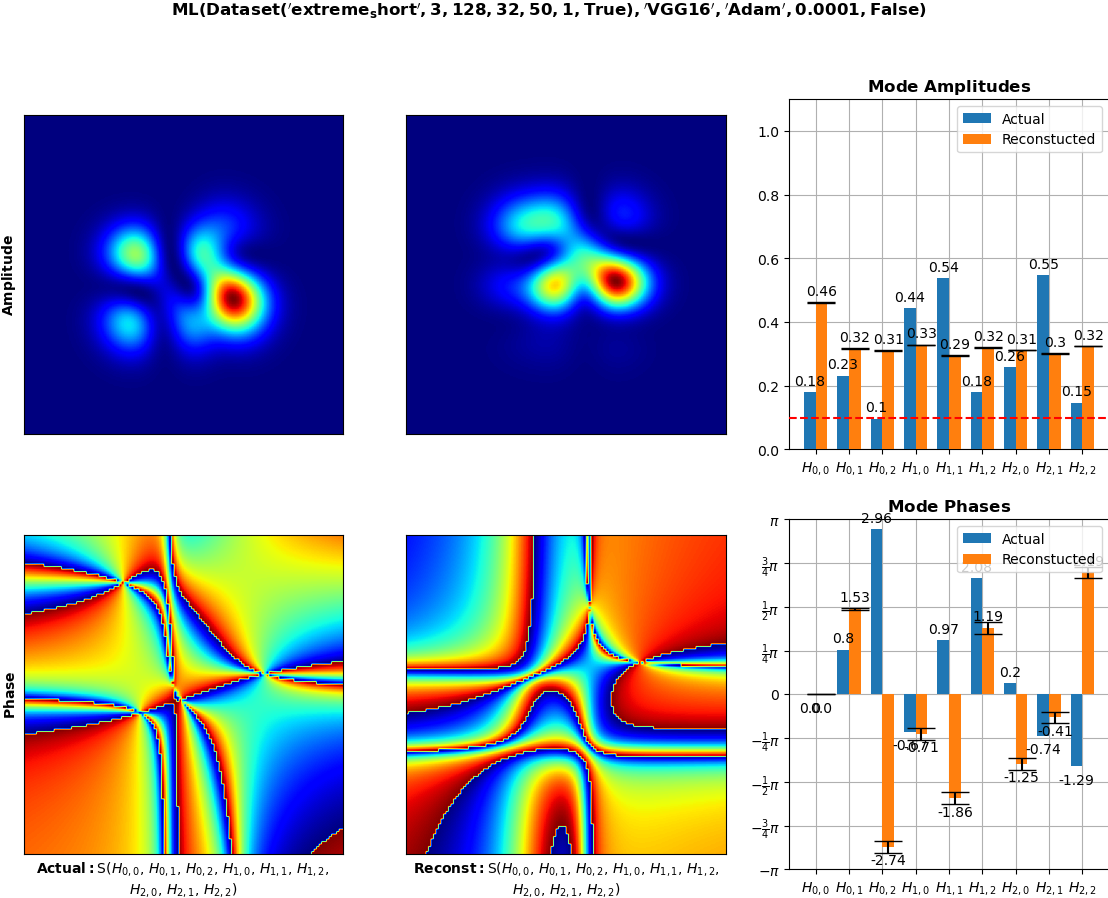 ML(Dataset('extreme_short', 3, 128, 32, 50, 1, True), 'VGG16', 'Adam', 0.0001, False)
Amplitude
Mode Amplitudes
Actual
Reconstucted
1.0
0.8
0.6
0.4
0.2
0.0
0.18 0.46 0.23 0.32 0.1 0.31 0.44 0.33 0.54 0.29 0.18 0.32 0.26 0.31 0.55 0.3 0.15 0.32
H0,0 H0,1 H0,2 H1,0 H1,1 H1,2 H2,0 H2,1 H2,2
Phase
Actual: S(H0,0, H0,1, H0,2, H1,0, H1,1, H1,2,
H2,0, H2,1, H2,2)
Reconst: S(H0,0, H0,1, H0,2, H1,0, H1,1, H1,2,
H2,0, H2,1, H2,2)
Mode Phases
Actual
Reconstucted
π
3/4π
1/2π
1/4π
0
−1/4π
−1/2π
−3/4π
−π
0.0 0.0 0.8 1.53 2.96 -2.74 -0.71 0.97 -1.86 2.08 1.19 0.2 -1.25 -0.74 -0.41 -1.29
H0,0 H0,1 H0,2 H1,0 H1,1 H1,2 H2,0 H2,1 H2,2